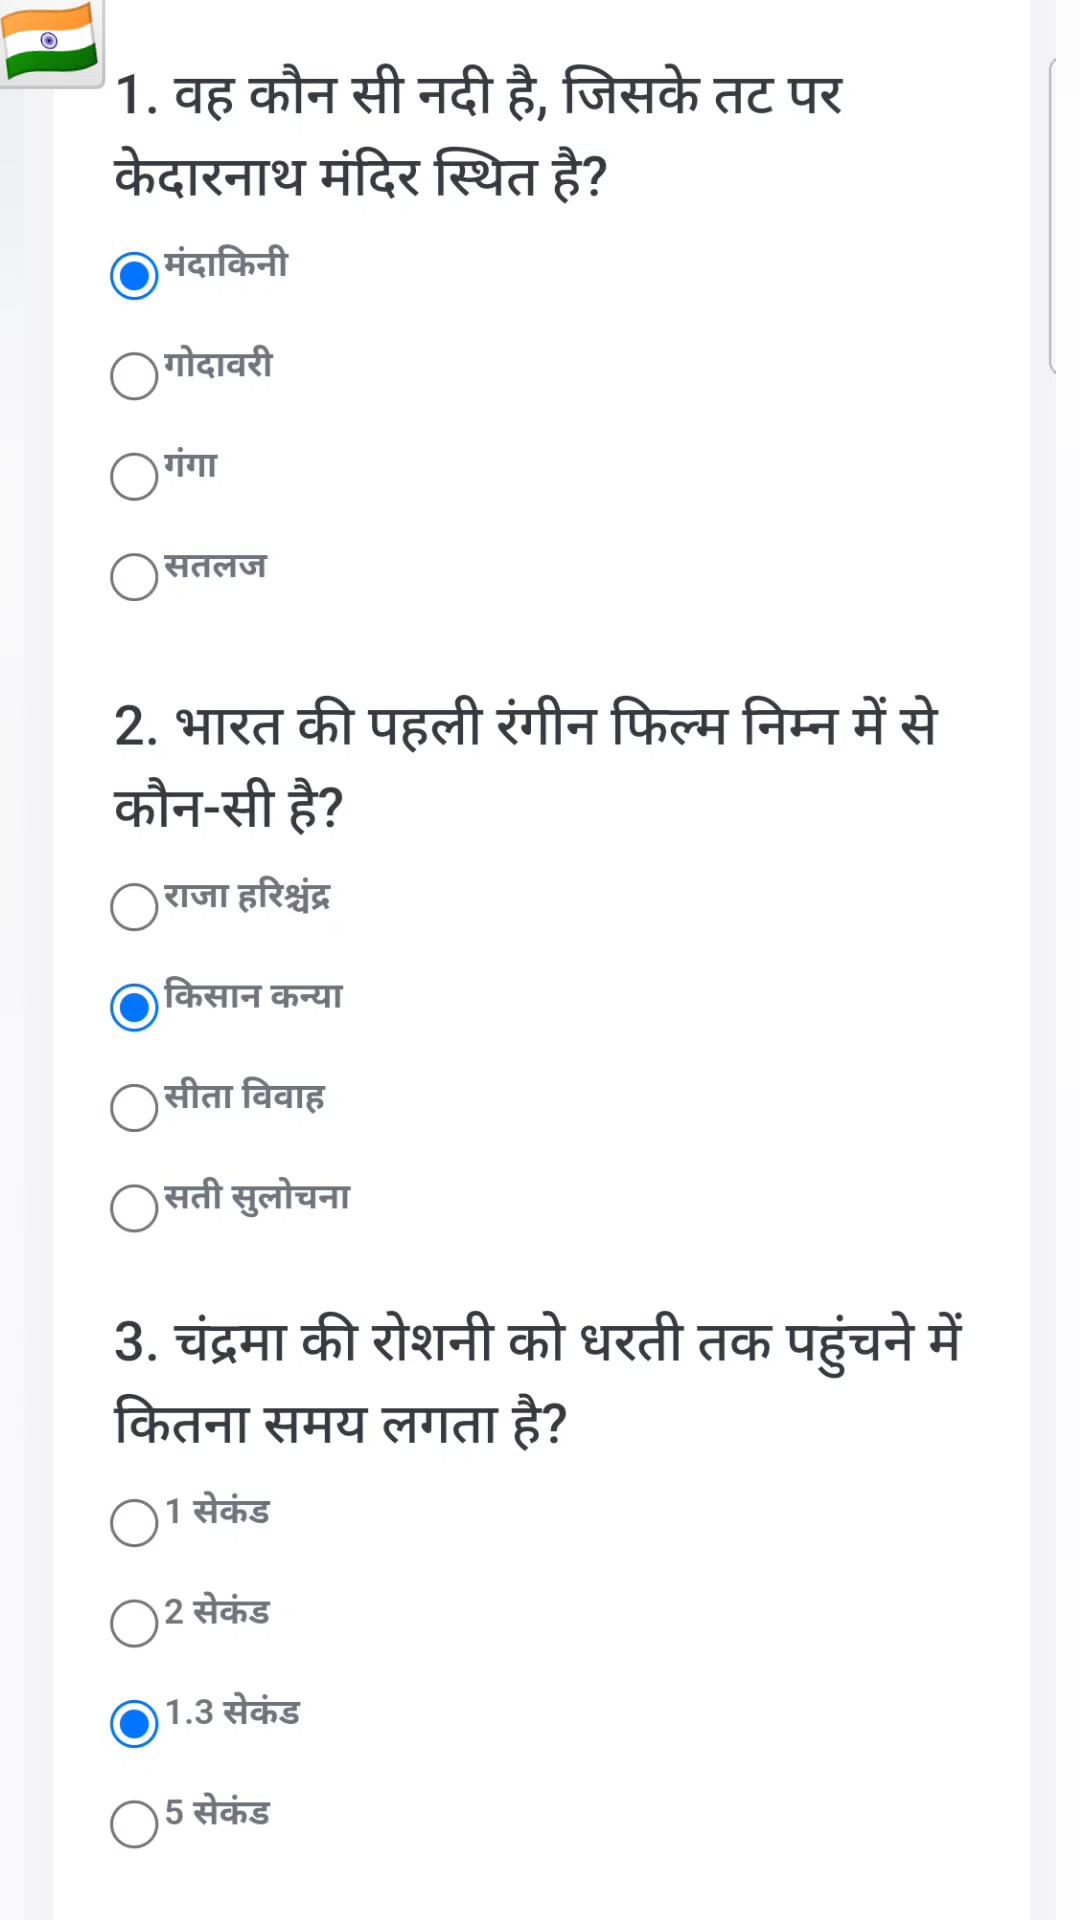 1. वह कौन सी नदी है, जिसके तट पर
केदारनाथ मंदिर स्थित है?
मंदाकिनी
गोदावरी
गंगा
सतलज
2. भारत की पहली रंगीन फिल्म निम्न में से
कौन-सी है?
राजा हरिश्चंद्र
किसान कन्या
सीता विवाह
सती सुलोचना
3. चंद्रमा की रोशनी को धरती तक पहुंचने में
कितना समय लगता है?
1 सेकंड
2 सेकंड
1.3 सेकंड
5 सेकंड